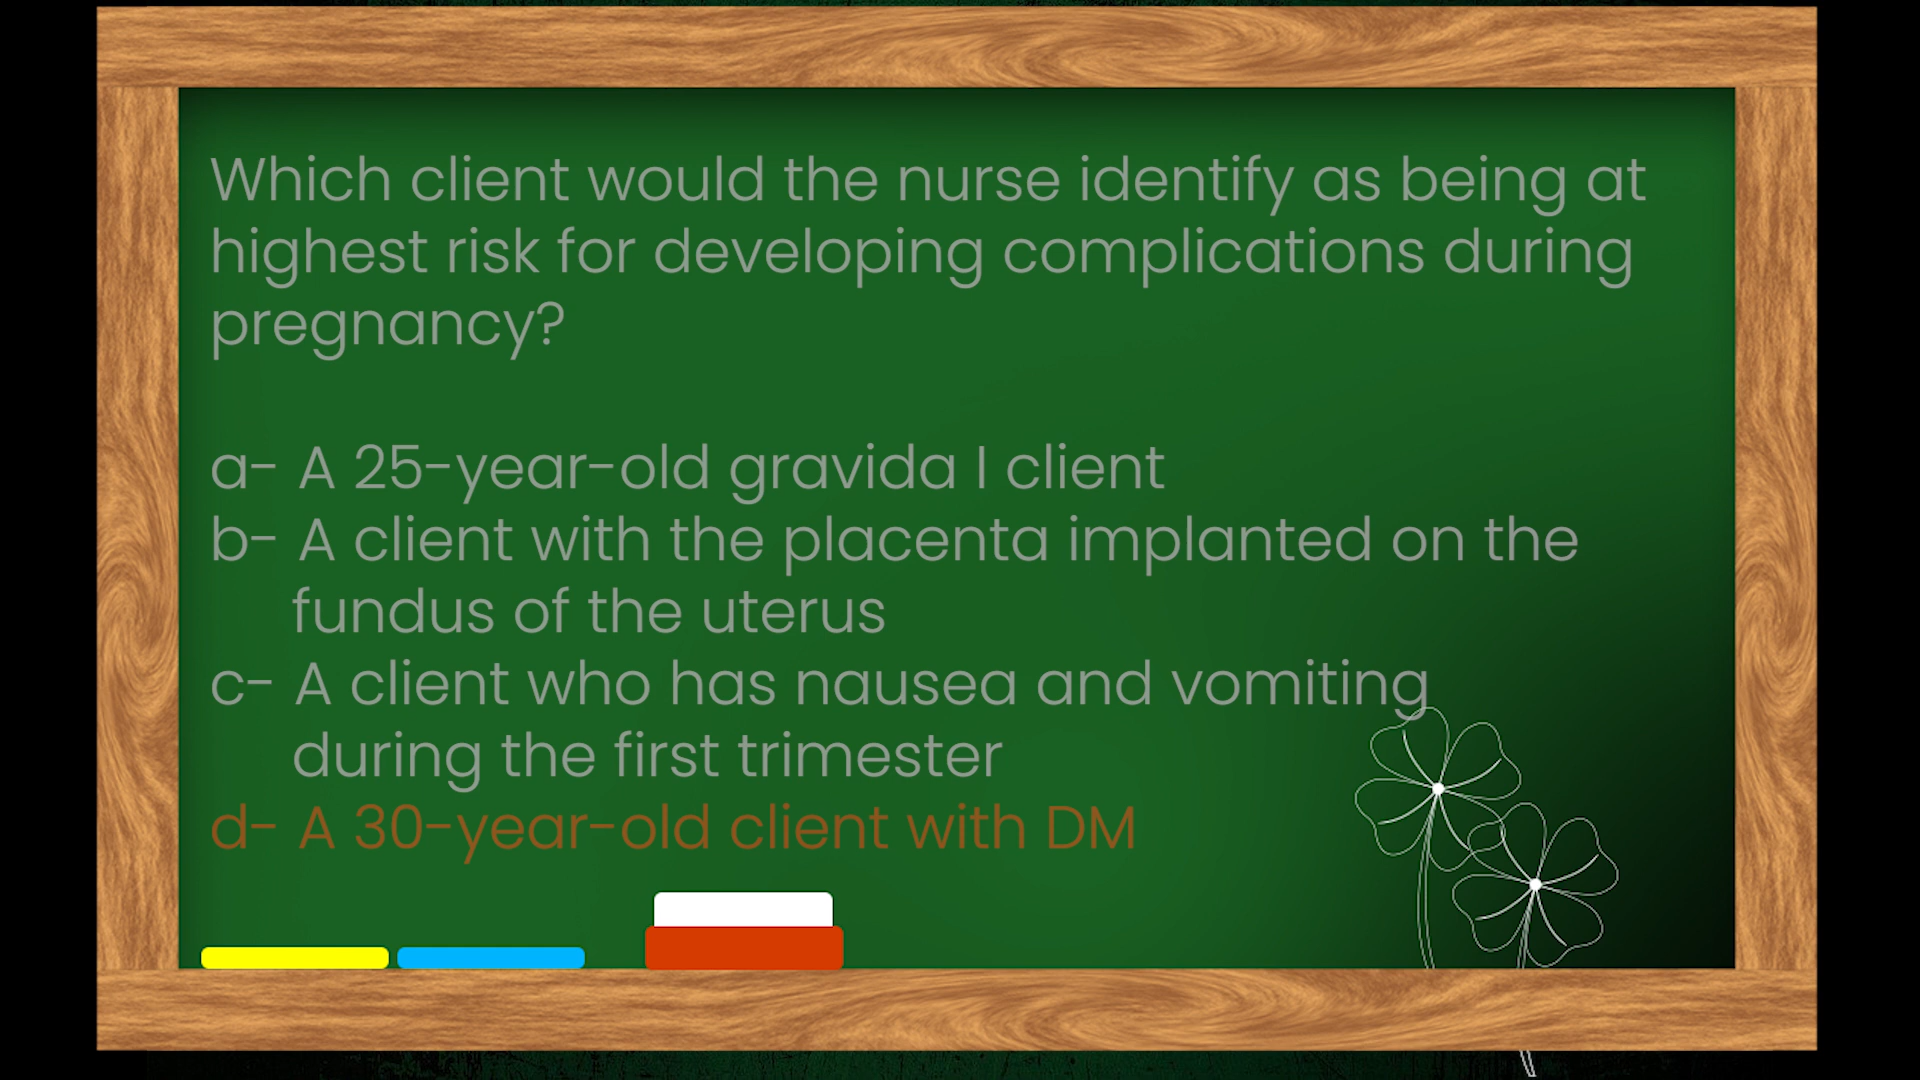 Which client would the nurse identify as being at
highest risk for developing complications during
pregnancy?
a- A 25-year-old gravida I client
b- A client with the placenta implanted on the
fundus of the uterus
c- A client who has nausea and vomiting
during the first trimester
d- A 30-year-old client with DM